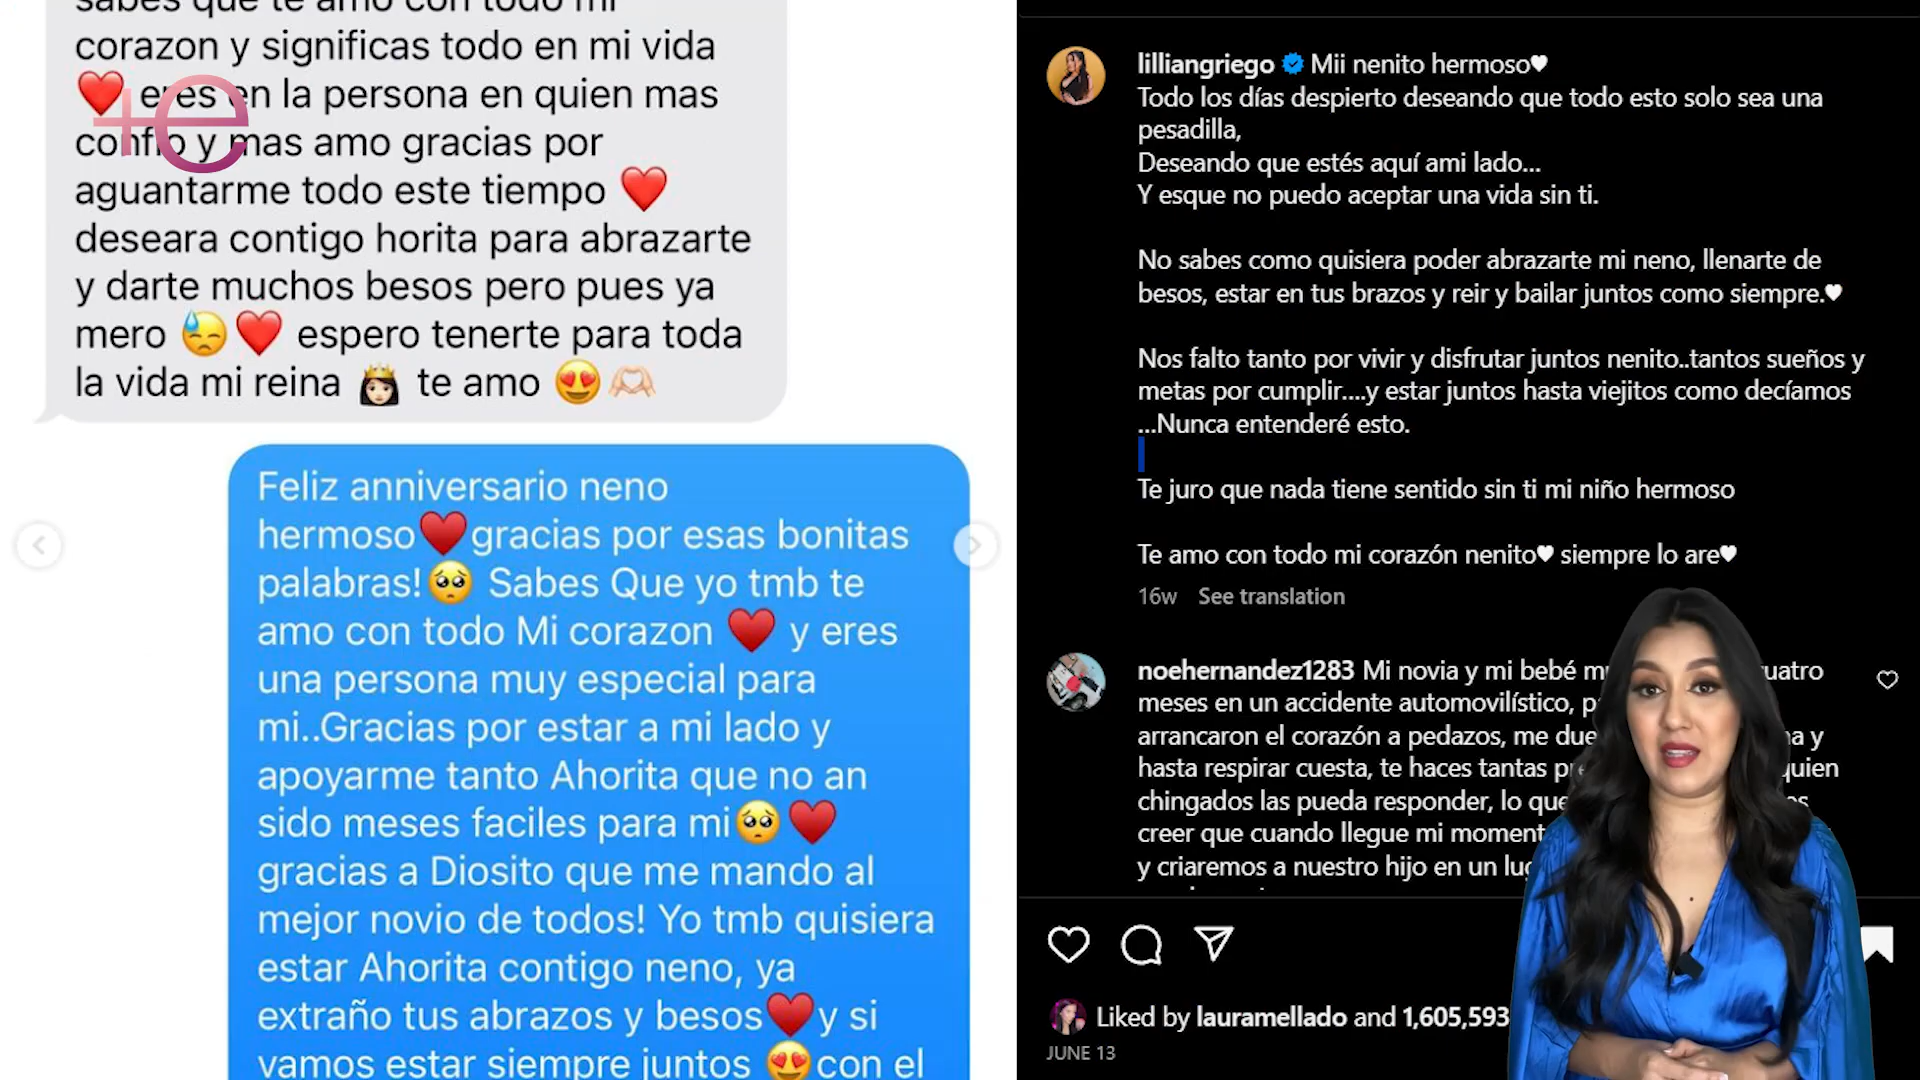 sabes que te amo con todo mi
corazon y significas todo en mi vida
❤️ eres en la persona en quien mas
confio y mas amo gracias por
aguantarme todo este tiempo ❤️
deseara contigo horita para abrazarte
y darte muchos besos pero pues ya
mero 😓❤️ espero tenerte para toda
la vida mi reina 👸🏻 te amo 😍🫶🏻
+e
Feliz anniversario neno
hermoso♥️gracias por esas bonitas
palabras!🥺 Sabes Que yo tmb te
amo con todo Mi corazon ♥️ y eres
una persona muy especial para
mi..Gracias por estar a mi lado y
apoyarme tanto Ahorita que no an
sido meses faciles para mi🥺♥️
gracias a Diosito que me mando al
mejor novio de todos! Yo tmb quisiera
estar Ahorita contigo neno, ya
extraño tus abrazos y besos♥️y si
vamos estar siempre juntos 😍con el
lilliangriego Mii nenito hermoso♥
Todo los días despierto deseando que todo esto solo sea una
pesadilla,
Deseando que estés aquí ami lado...
Y esque no puedo aceptar una vida sin ti.
No sabes como quisiera poder abrazarte mi neno, llenarte de
besos, estar en tus brazos y reir y bailar juntos como siempre.♥
Nos falto tanto por vivir y disfrutar juntos nenito..tantos sueños y
metas por cumplir....y estar juntos hasta viejitos como decíamos
...Nunca entenderé esto.
Te juro que nada tiene sentido sin ti mi niño hermoso
Te amo con todo mi corazón nenito♥ siempre lo are♥
16w See translation
noehernandez1283 Mi novia y mi bebé
meses en un accidente automovilístico,
arrancaron el corazón a pedazos, me y
hasta respirar cuesta, te haces tantas quien
chingados las pueda responder, lo
creer que cuando llegue mi
y criaremos a nuestro hijo en un
Liked by lauramellado and 1,605,593
JUNE 13